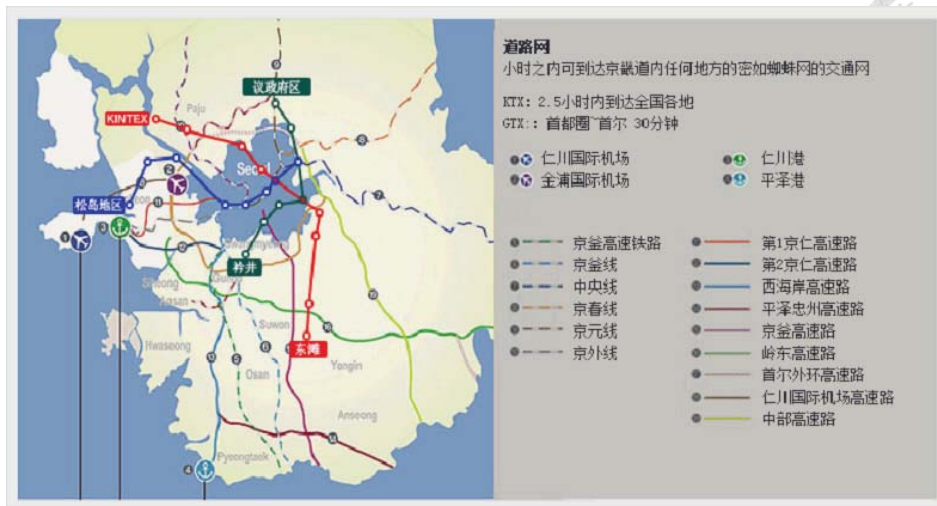 议政府区
Paju
KINTEX
Seoul
松岛地区
衿井
Suwon
东滩
Hwaseong
Osan
Yongin
Anseong
Pyeongtaek
道路网
小时之内可到达京畿道内任何地方的密如蜘蛛网的交通网
KTX: 2.5小时内到达全国各地
GTX:: 首都圈~首尔 30分钟
仁川国际机场
仁川港
金浦国际机场
平泽港
京釜高速铁路
第1京仁高速路
京釜线
第2京仁高速路
中央线
西海岸高速路
京春线
平泽忠州高速路
京元线
京釜高速路
京外线
岭东高速路
首尔外环高速路
仁川国际机场高速路
中部高速路